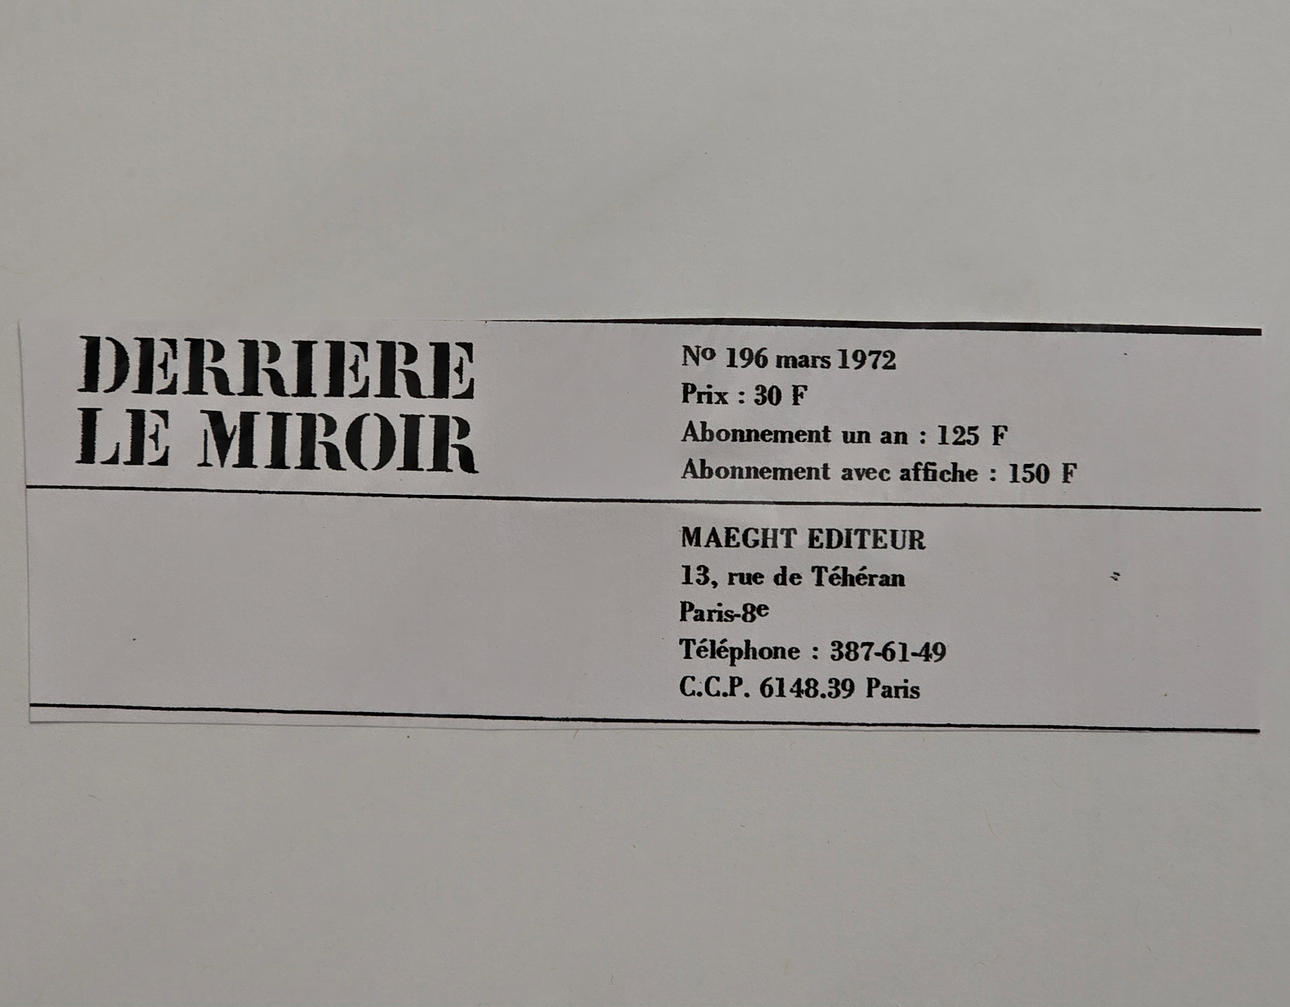 DERRIERE
LE MIROIR
Nº 196 mars 1972
Prix : 30 F
Abonnement un an : 125 F
Abonnement avec affiche : 150 F
MAEGHT EDITEUR
13, rue de Téhéran
Paris-8e
Téléphone : 387-61-49
C.C.P. 6148.39 Paris